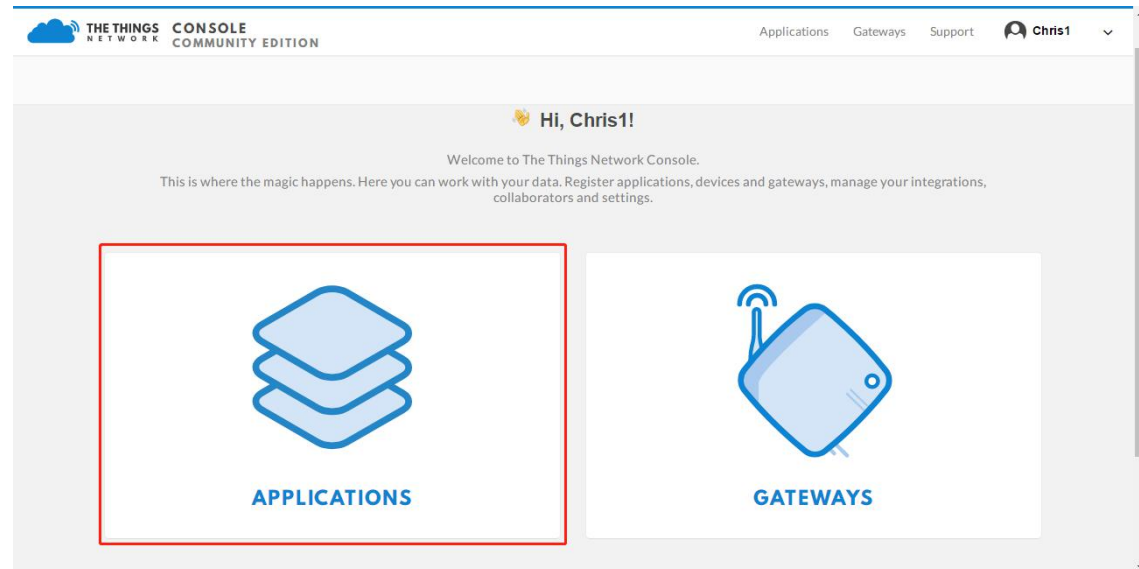 THE THINGS
NETWORK
CONSOLE
COMMUNITY EDITION
Applications Gateways Support Chris1
Hi, Chris1!
Welcome to The Things Network Console.
This is where the magic happens. Here you can work with your data. Register applications, devices and gateways, manage your integrations,
collaborators and settings.
APPLICATIONS
GATEWAYS